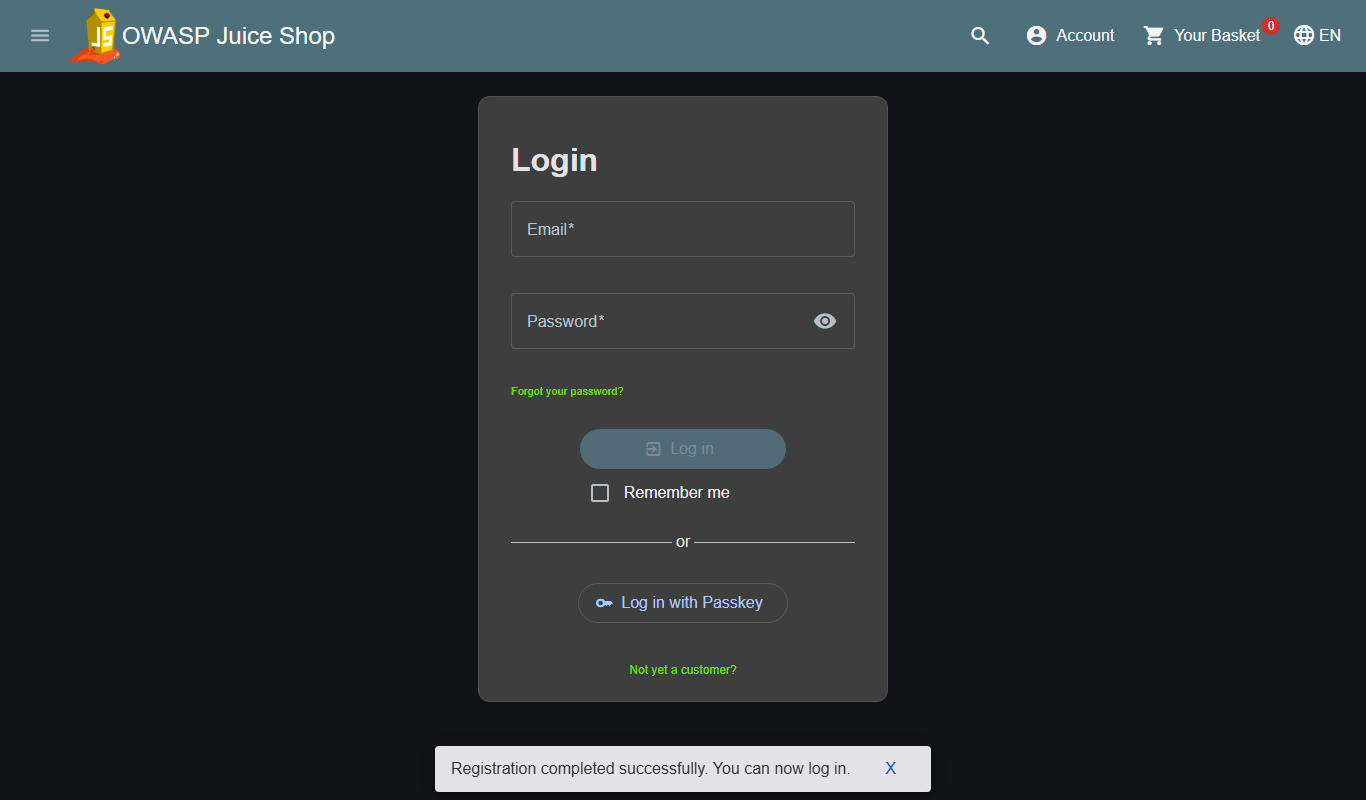 JS OWASP Juice Shop
Account
Your Basket 0
EN
Login
Email*
Password*
Forgot your password?
Log in
Remember me
or
Log in with Passkey
Not yet a customer?
Registration completed successfully. You can now log in. X